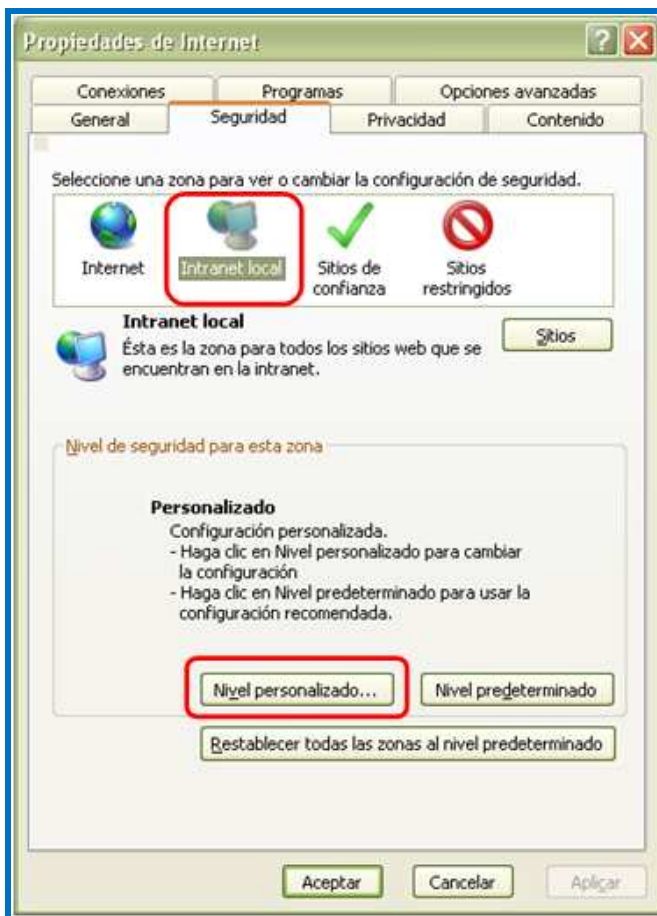 Propiedades de Internet
Conexiones Programas Opciones avanzadas
General Seguridad Privacidad Contenido
Seleccione una zona para ver o cambiar la configuración de seguridad.
Internet Intranet local Sitios de confianza Sitios restringidos
Intranet local
Ésta es la zona para todos los sitios web que se
encuentran en la intranet.
Sitios
Nivel de seguridad para esta zona
Personalizado
Configuración personalizada.
- Haga clic en Nivel personalizado para cambiar
la configuración
- Haga clic en Nivel predeterminado para usar la
configuración recomendada.
Nivel personalizado... Nivel predeterminado
Restablecer todas las zonas al nivel predeterminado
Aceptar Cancelar Aplicar